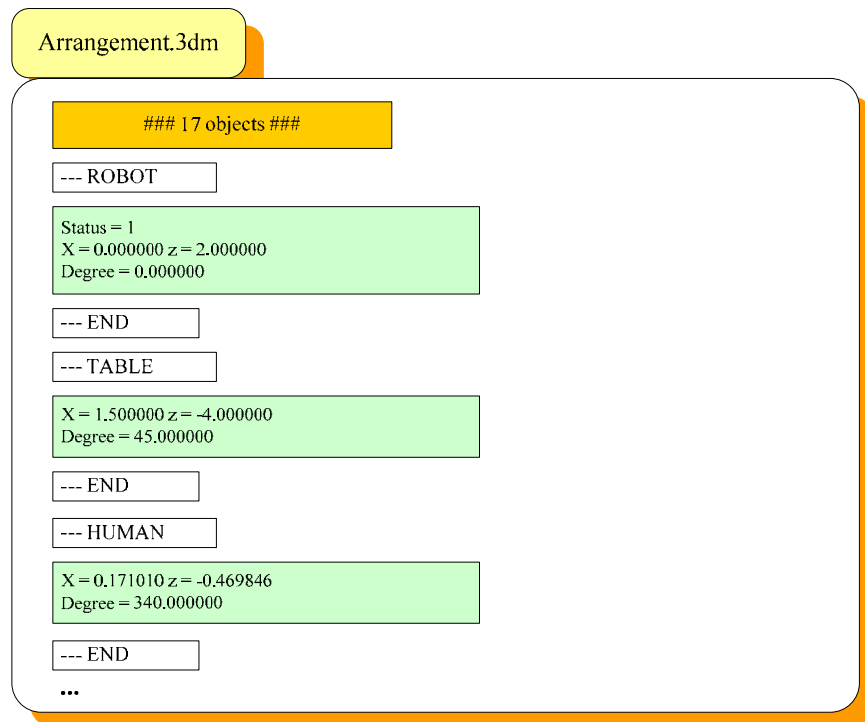 Arrangement.3dm
### 17 objects ###
--- ROBOT
Status = 1
X = 0.000000 z = 2.000000
Degree = 0.000000
--- END
--- TABLE
X = 1.500000 z = -4.000000
Degree = 45.000000
--- END
--- HUMAN
X = 0.171010 z = -0.469846
Degree = 340.000000
--- END
...